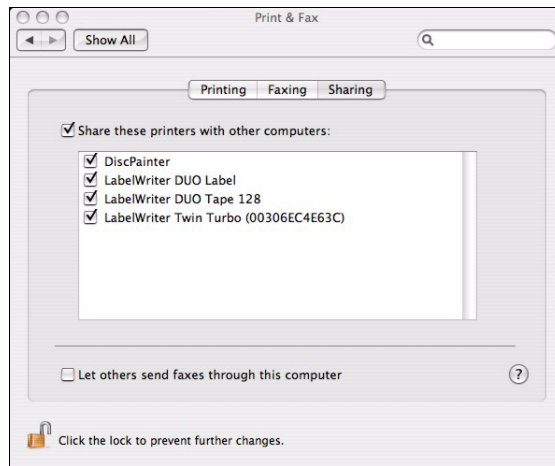 Print & Fax
Show All
Printing Faxing Sharing
Share these printers with other computers:
DiscPainter
LabelWriter DUO Label
LabelWriter DUO Tape 128
LabelWriter Twin Turbo (00306EC4E63C)
Let others send faxes through this computer
?
Click the lock to prevent further changes.